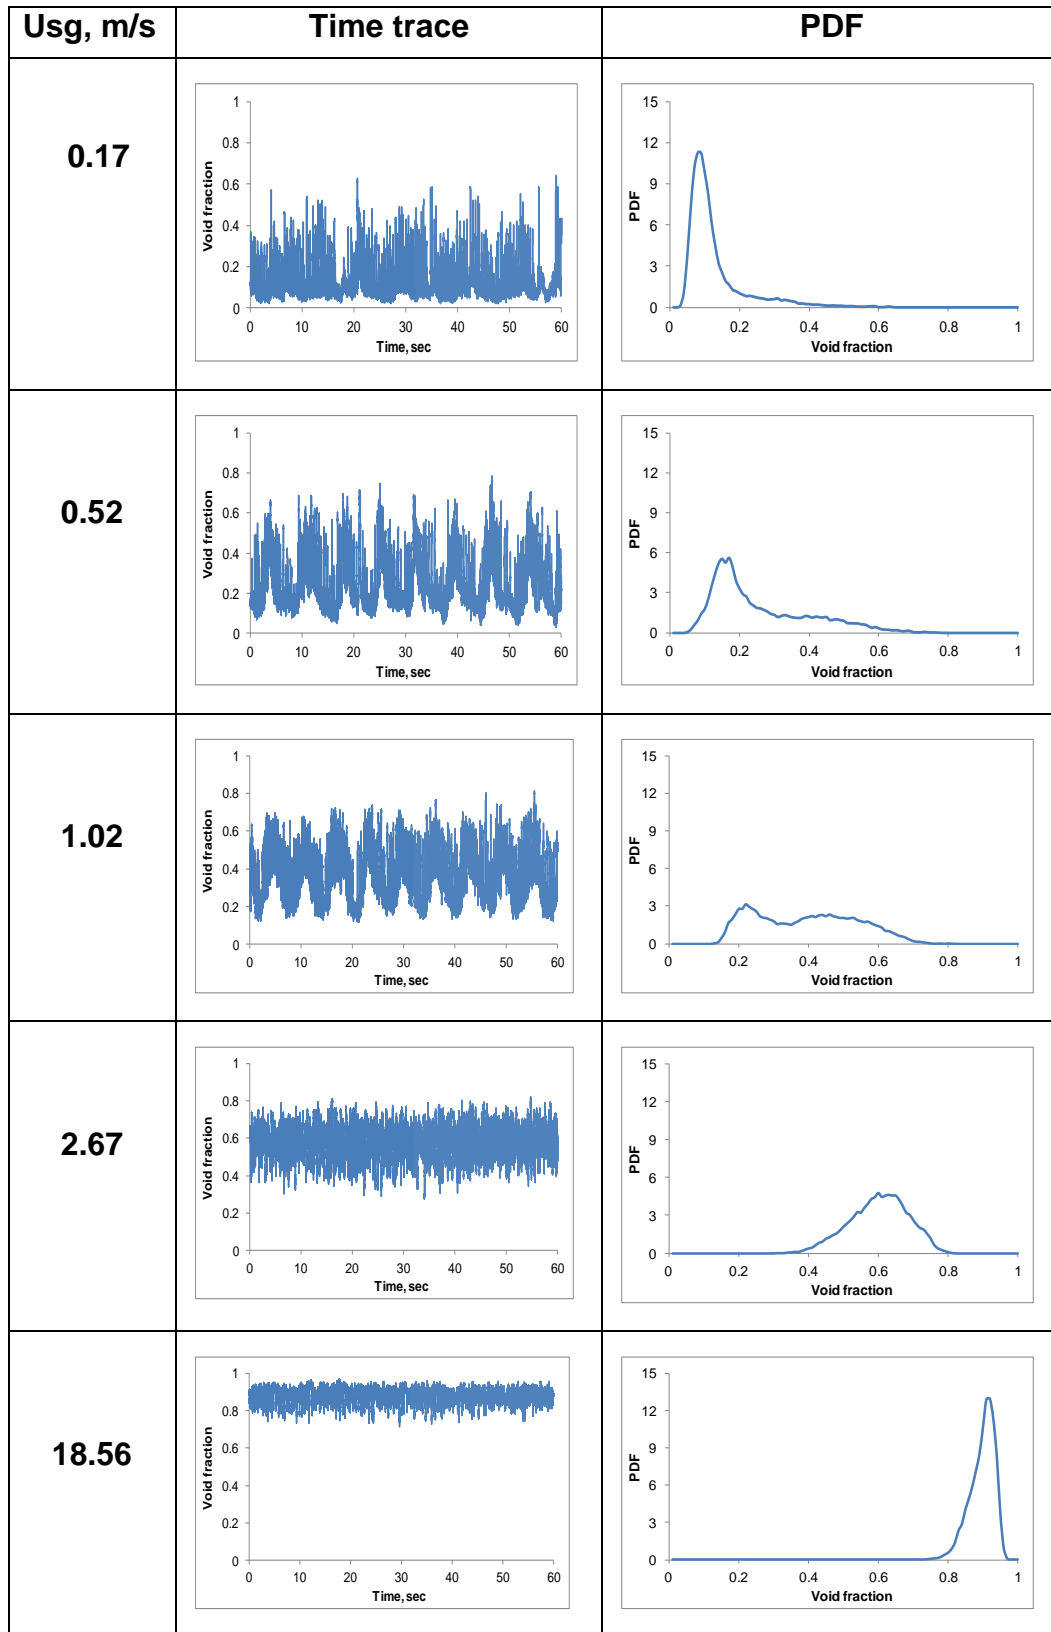 Usg, m/s Time trace PDF
0.17
1
0.8
0.6
0.4
0.2
0
Void fraction
0 10 20 30 40 50 60
Time, sec
15
12
9
6
3
0
PDF
0 0.2 0.4 0.6 0.8 1
Void fraction
0.52
1
0.8
0.6
0.4
0.2
0
Void fraction
0 10 20 30 40 50 60
Time, sec
15
12
9
6
3
0
PDF
0 0.2 0.4 0.6 0.8 1
Void fraction
1.02
1
0.8
0.6
0.4
0.2
0
Void fraction
0 10 20 30 40 50 60
Time, sec
15
12
9
6
3
0
PDF
0 0.2 0.4 0.6 0.8 1
Void fraction
2.67
1
0.8
0.6
0.4
0.2
0
Void fraction
0 10 20 30 40 50 60
Time, sec
15
12
9
6
3
0
PDF
0 0.2 0.4 0.6 0.8 1
Void fraction
18.56
1
0.8
0.6
0.4
0.2
0
Void fraction
0 10 20 30 40 50 60
Time, sec
15
12
9
6
3
0
PDF
0 0.2 0.4 0.6 0.8 1
Void fraction